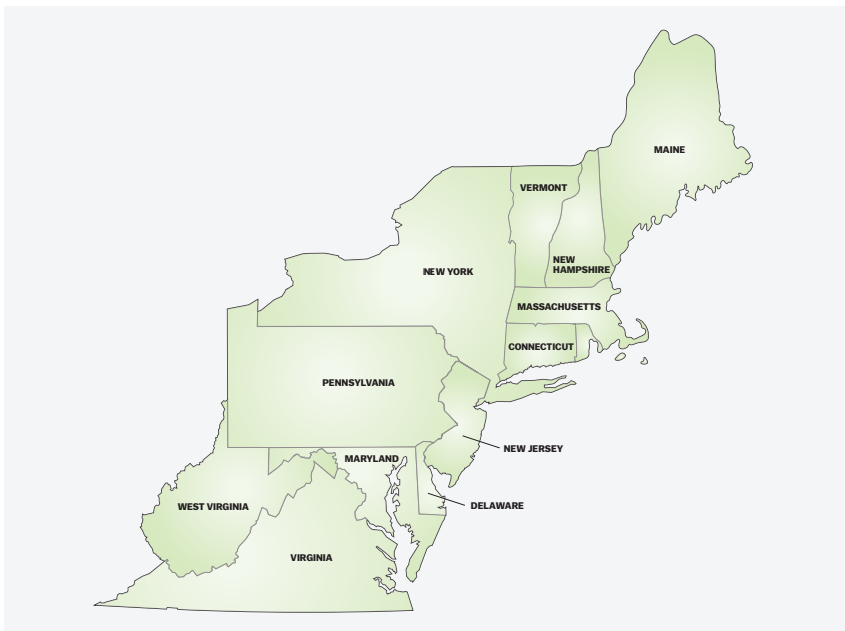 MAINE
VERMONT
NEW
HAMPSHIRE
NEW YORK
MASSACHUSETTS
CONNECTICUT
PENNSYLVANIA
NEW JERSEY
MARYLAND
DELAWARE
WEST VIRGINIA
VIRGINIA